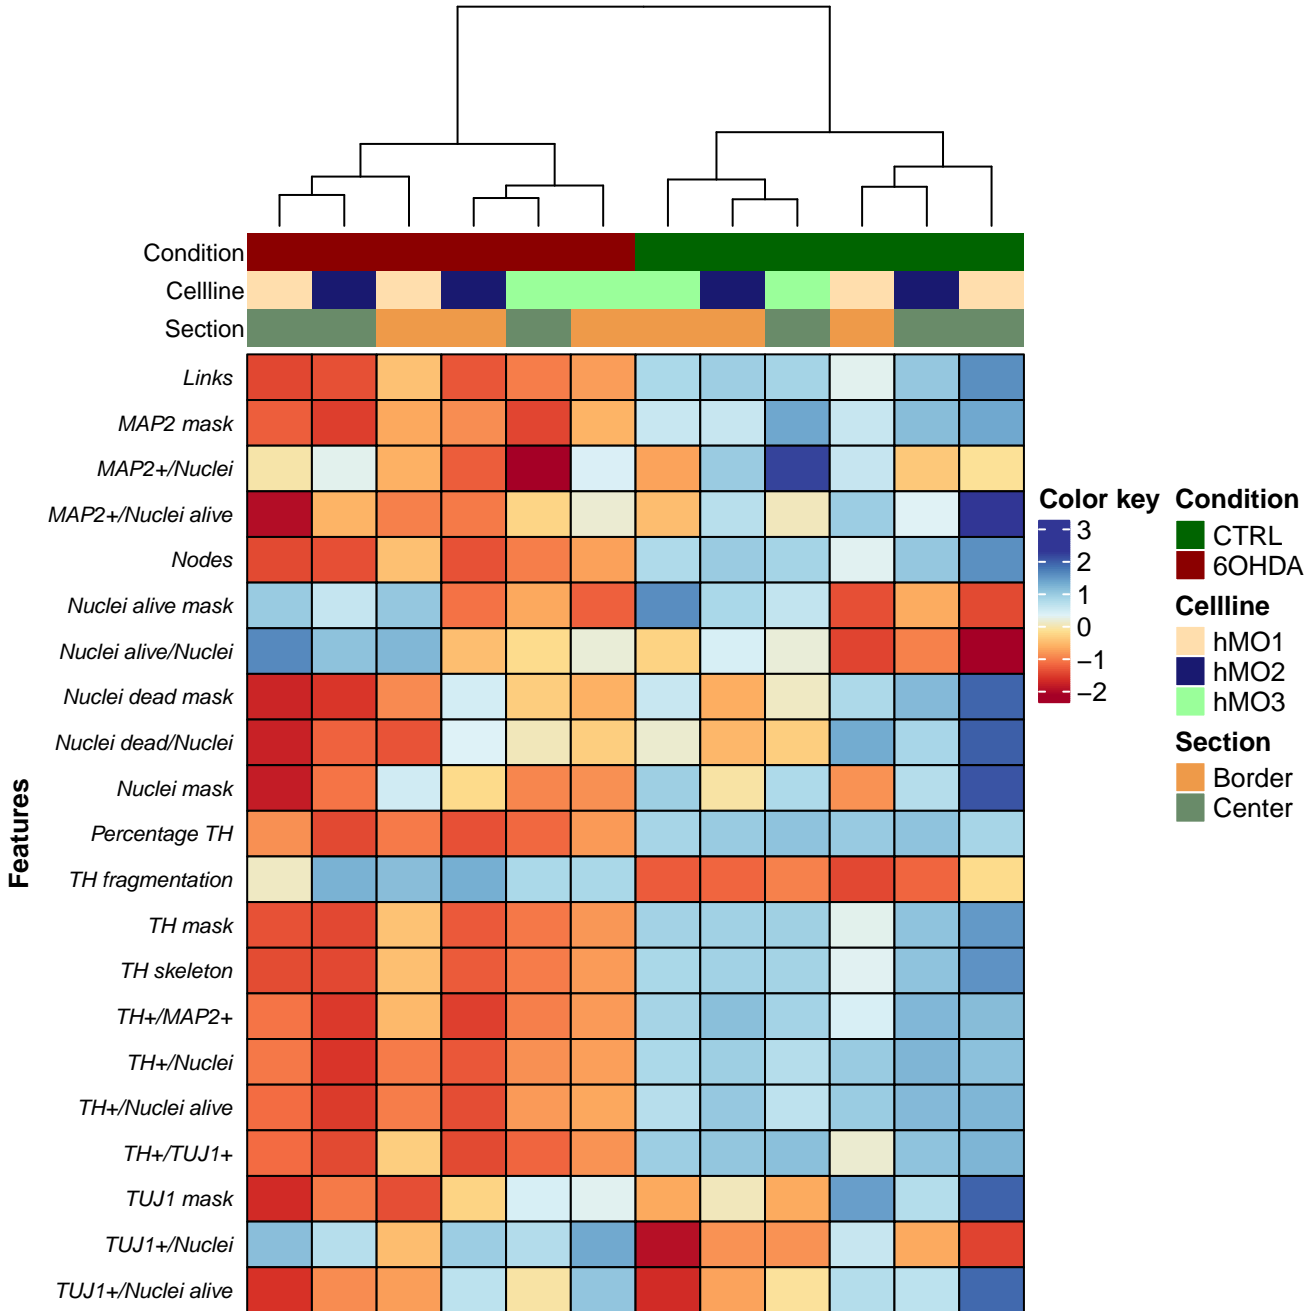 Condition
Cellline
Section
Links
MAP2 mask
MAP2+/Nuclei
MAP2+/Nuclei alive
Nodes
Nuclei alive mask
Nuclei alive/Nuclei
Nuclei dead mask
Nuclei dead/Nuclei
Nuclei mask
Percentage TH
TH fragmentation
TH mask
TH skeleton
TH+/MAP2+
TH+/Nuclei
TH+/Nuclei alive
TH+/TUJ1+
TUJ1 mask
TUJ1+/Nuclei
TUJ1+/Nuclei alive
Features
Color key
3
2
1
0
−1
−2
Condition
CTRL
6OHDA
Cellline
hMO1
hMO2
hMO3
Section
Border
Center